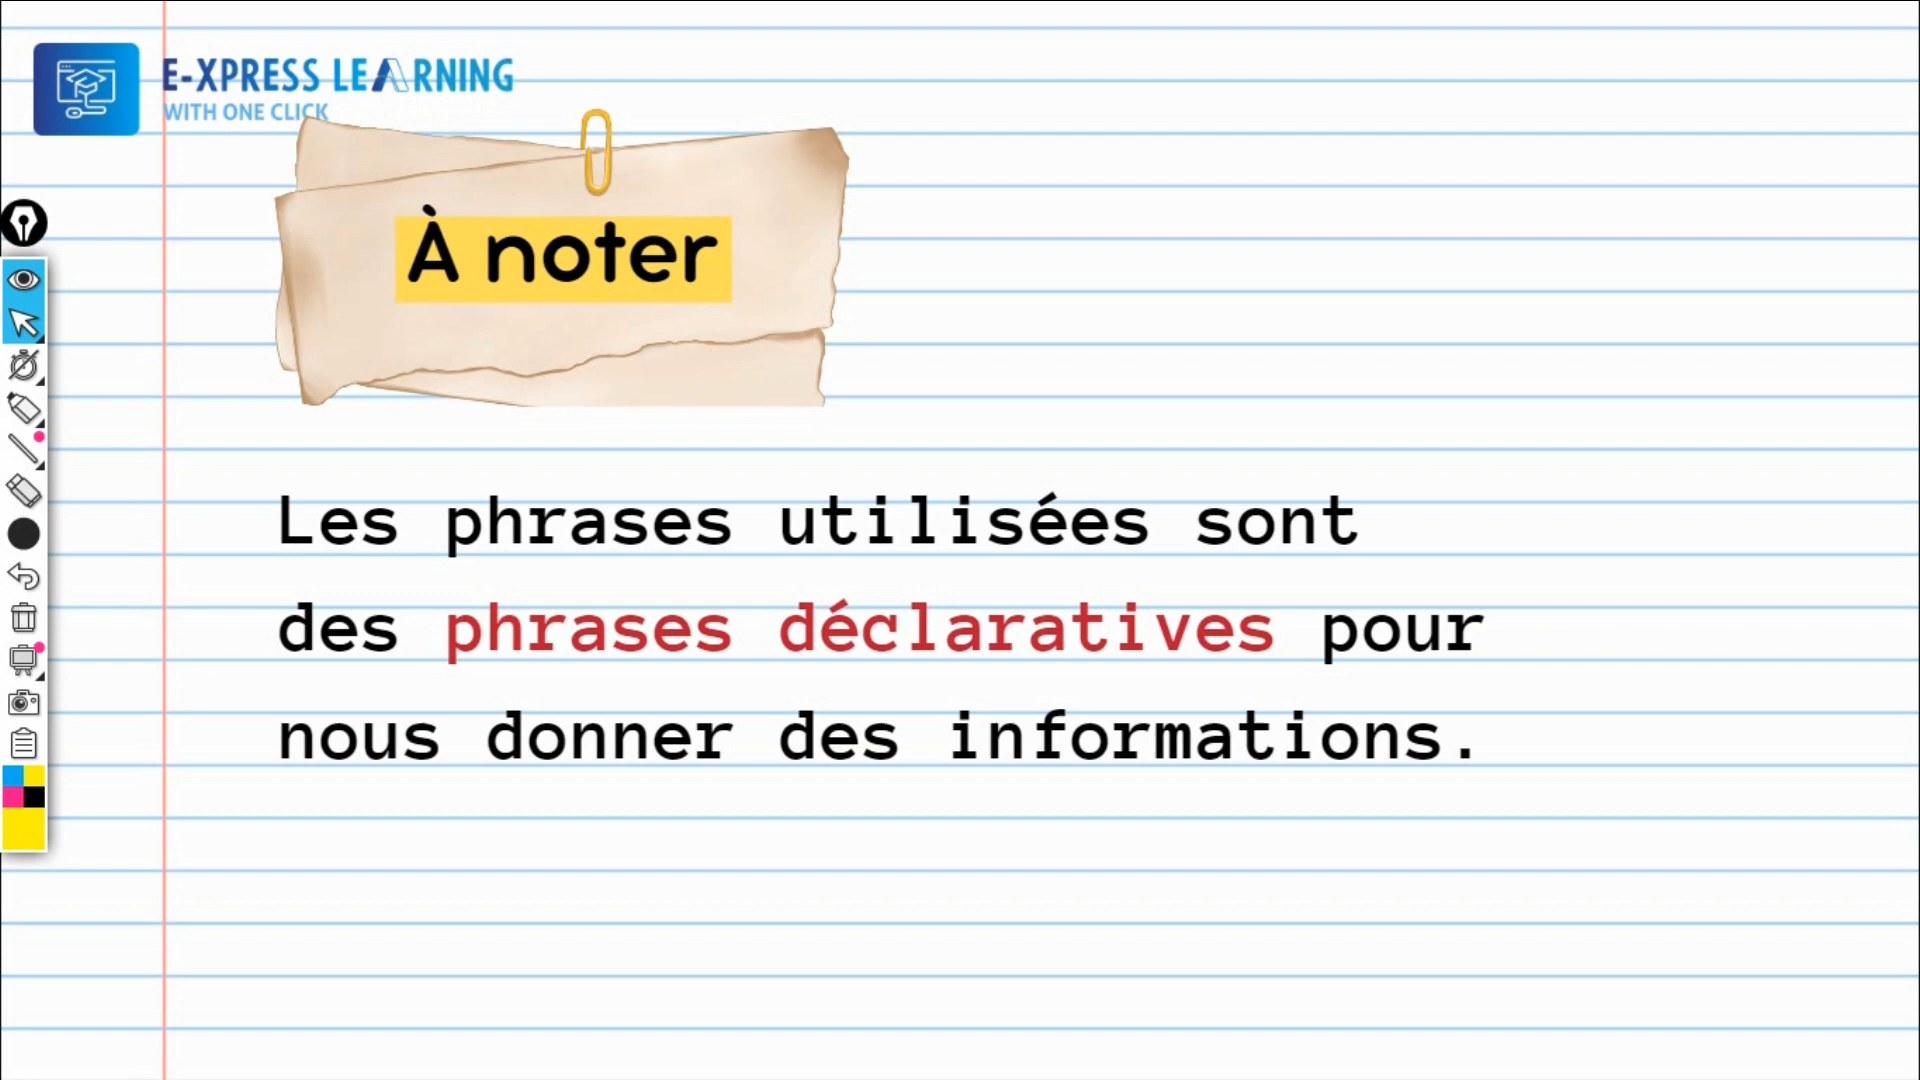 E-XPRESS LEARNING
WITH ONE CLICK
À noter
Les phrases utilisées sont
des phrases déclaratives pour
nous donner des informations.